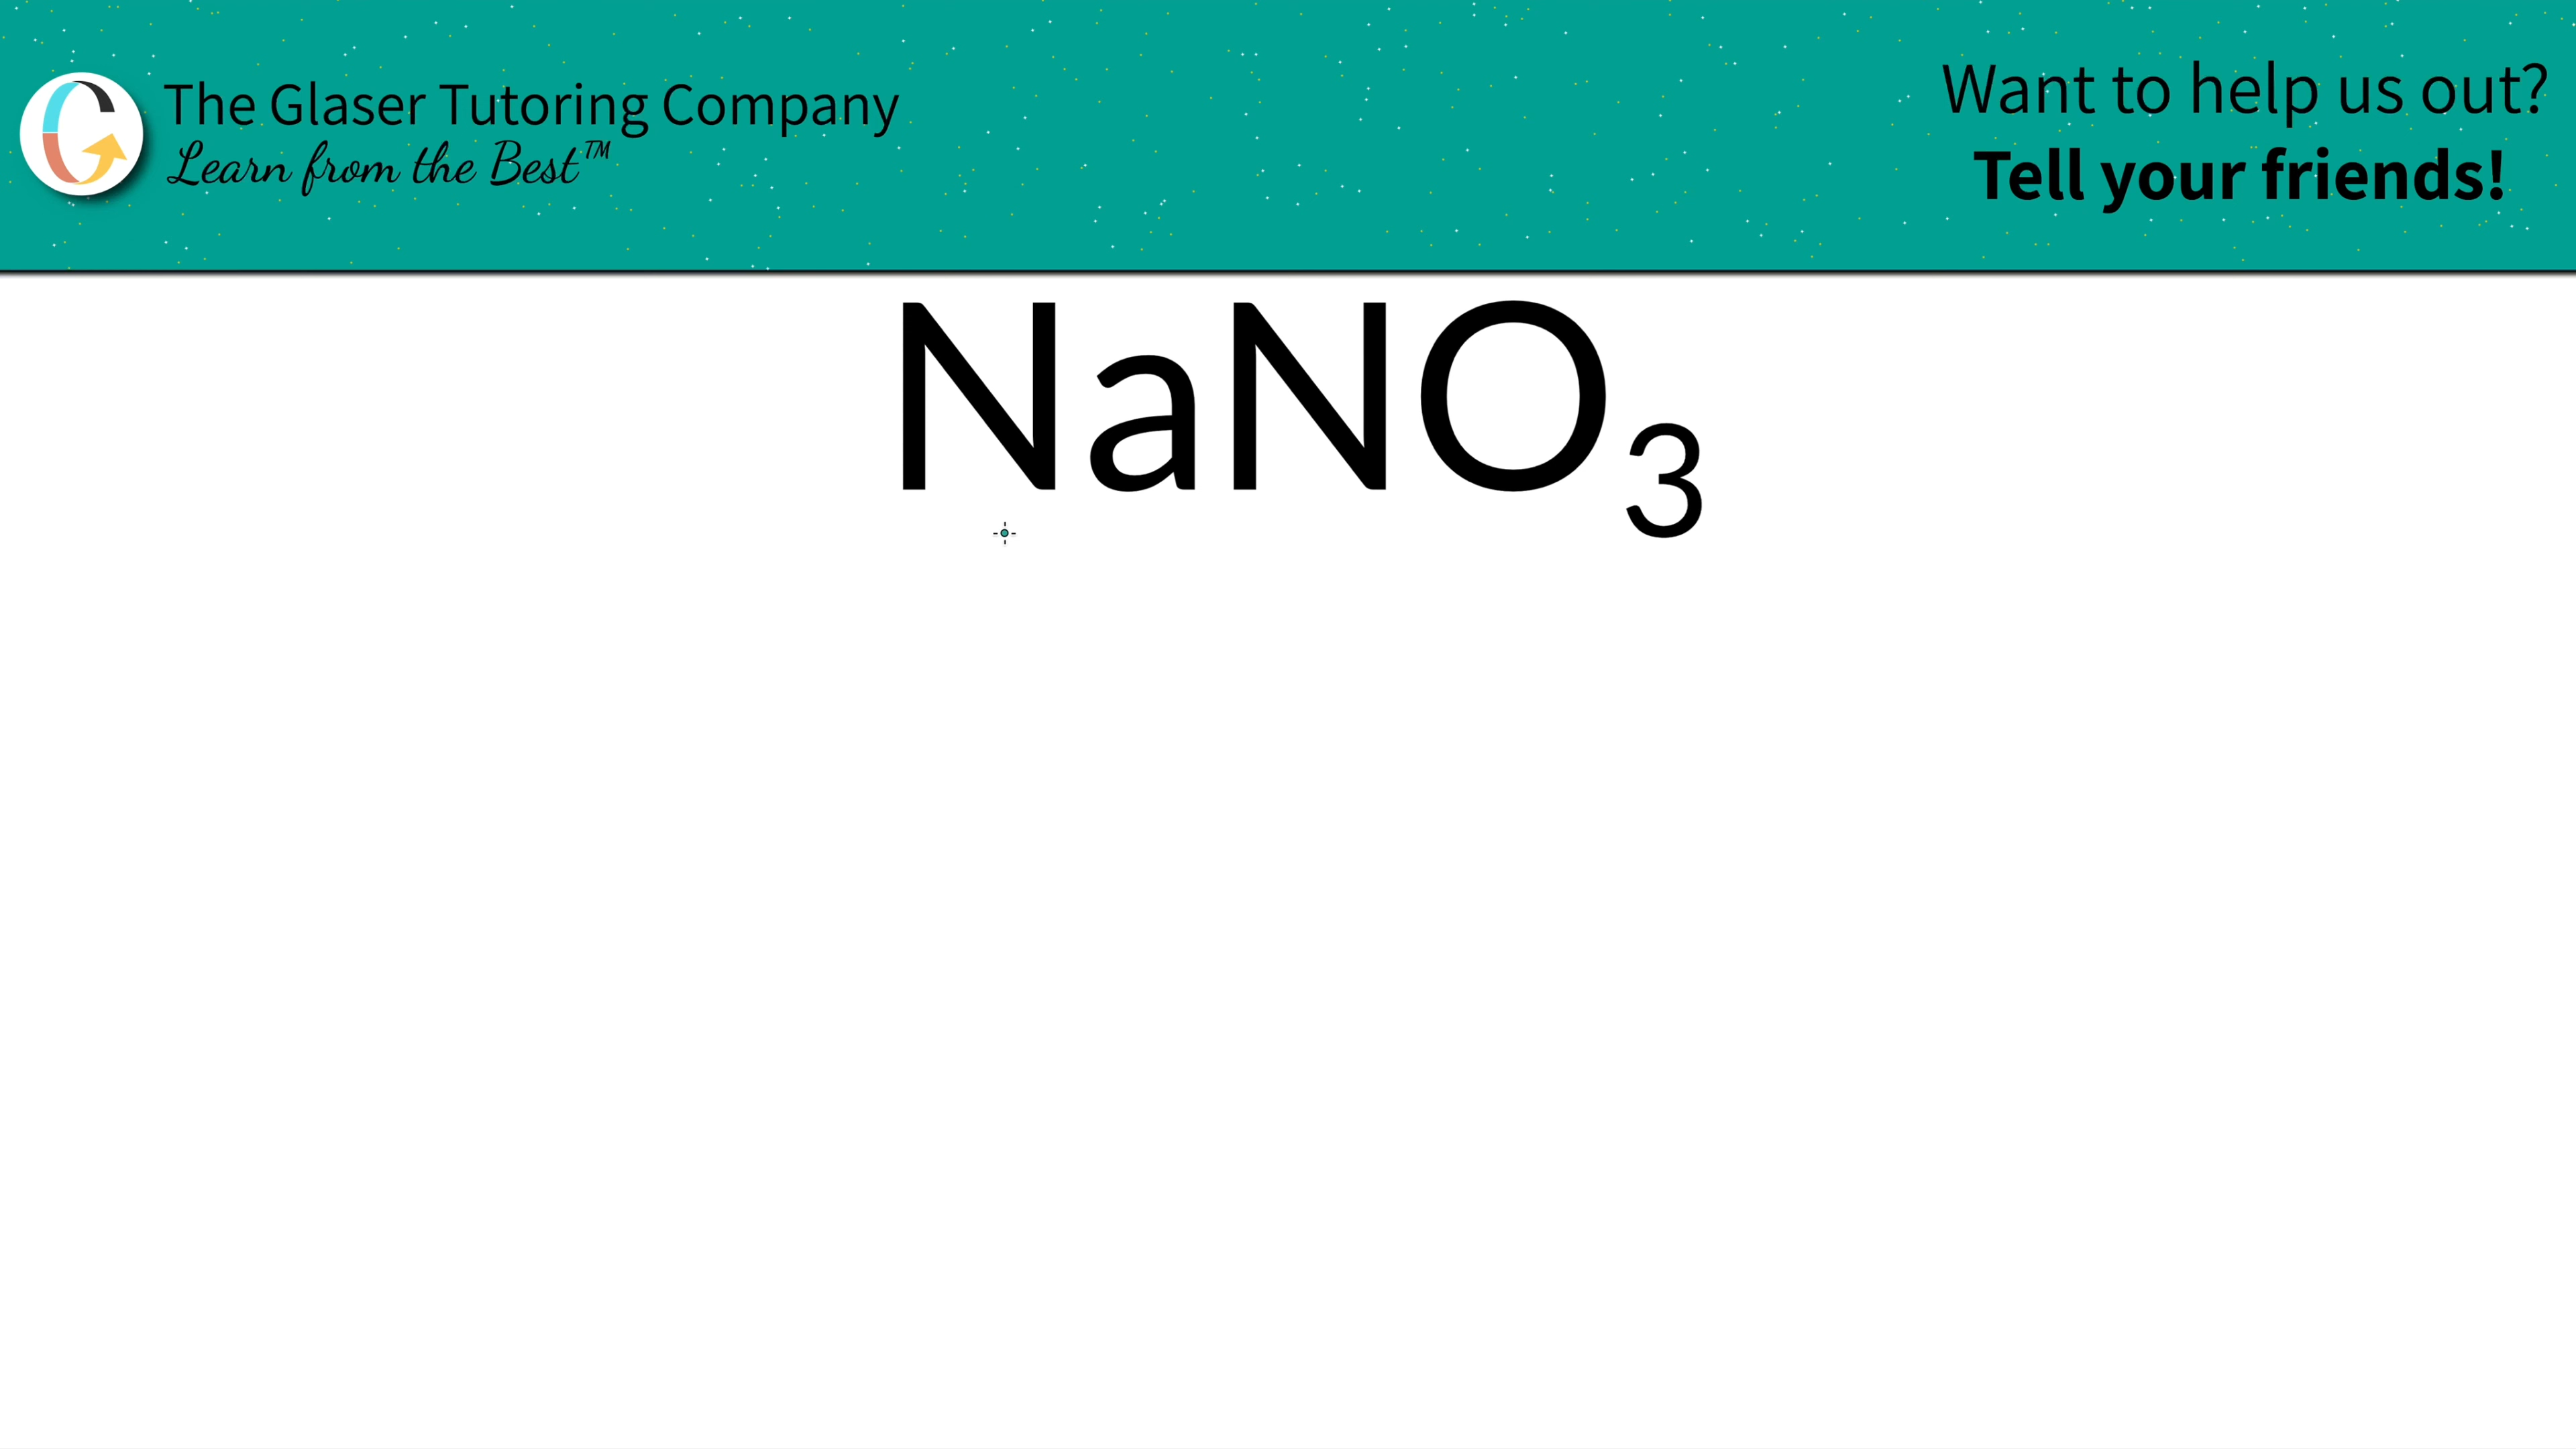 The Glaser Tutoring Company
Learn from the Best™
Want to help us out?
Tell your friends!
NaNO₃